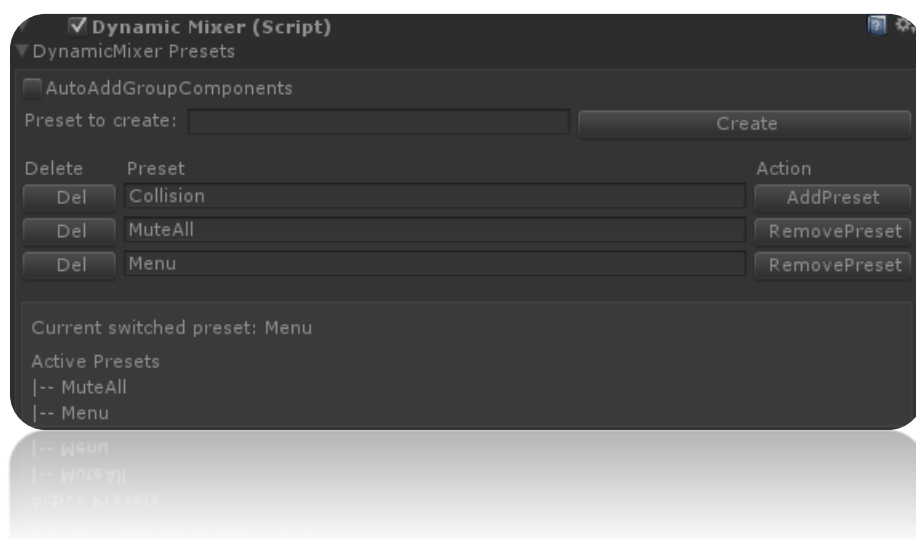 Dynamic Mixer (Script)
DynamicMixer Presets
AutoAddGroupComponents
Preset to create: Create
Delete Preset Action
Del Collision AddPreset
Del MuteAll RemovePreset
Del Menu RemovePreset
Current switched preset: Menu
Active Presets
|-- MuteAll
|-- Menu